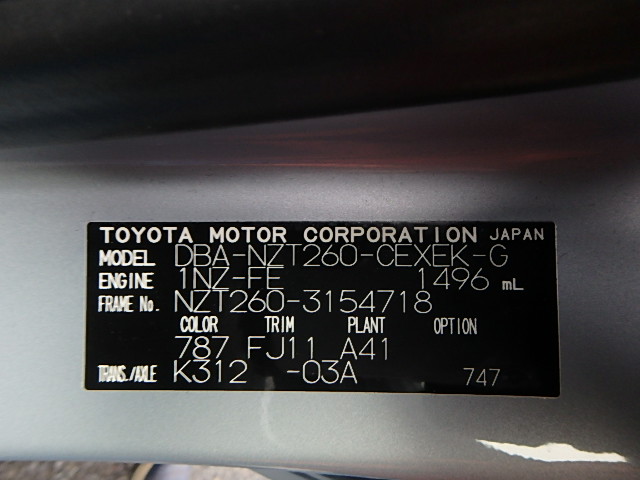 TOYOTA MOTOR CORPORATION JAPAN
MODEL DBA-NZT260-CEXEK-G
ENGINE 1NZ-FE 1496 mL
FRAME No. NZT260-3154718
COLOR TRIM PLANT OPTION
787 FJ11 A41
TRANS./AXLE K312 -03A 747